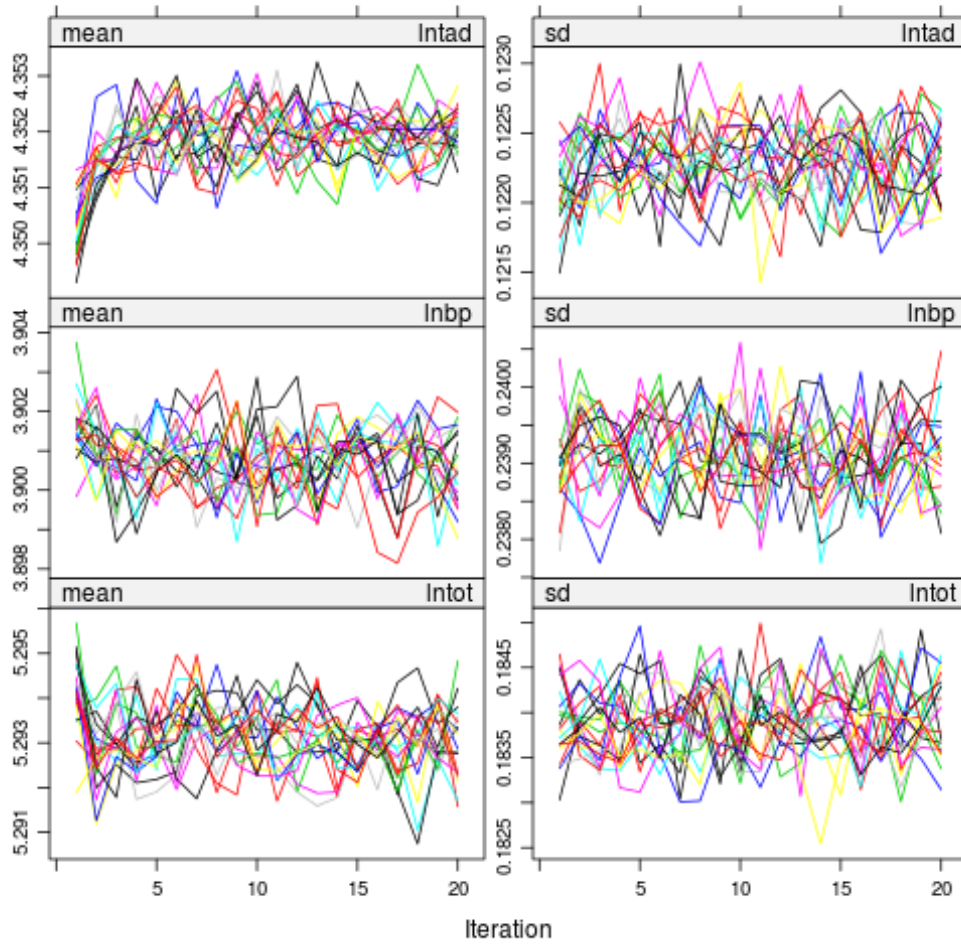 mean lntad
4.350 4.351 4.352 4.353
sd lntad
0.1215 0.1220 0.1225 0.1230
mean lnbp
3.898 3.900 3.902 3.904
sd lnbp
0.2380 0.2390 0.2400
mean lntot
5.291 5.293 5.295
sd lntot
0.1825 0.1835 0.1845
5 10 15 20
5 10 15 20
Iteration